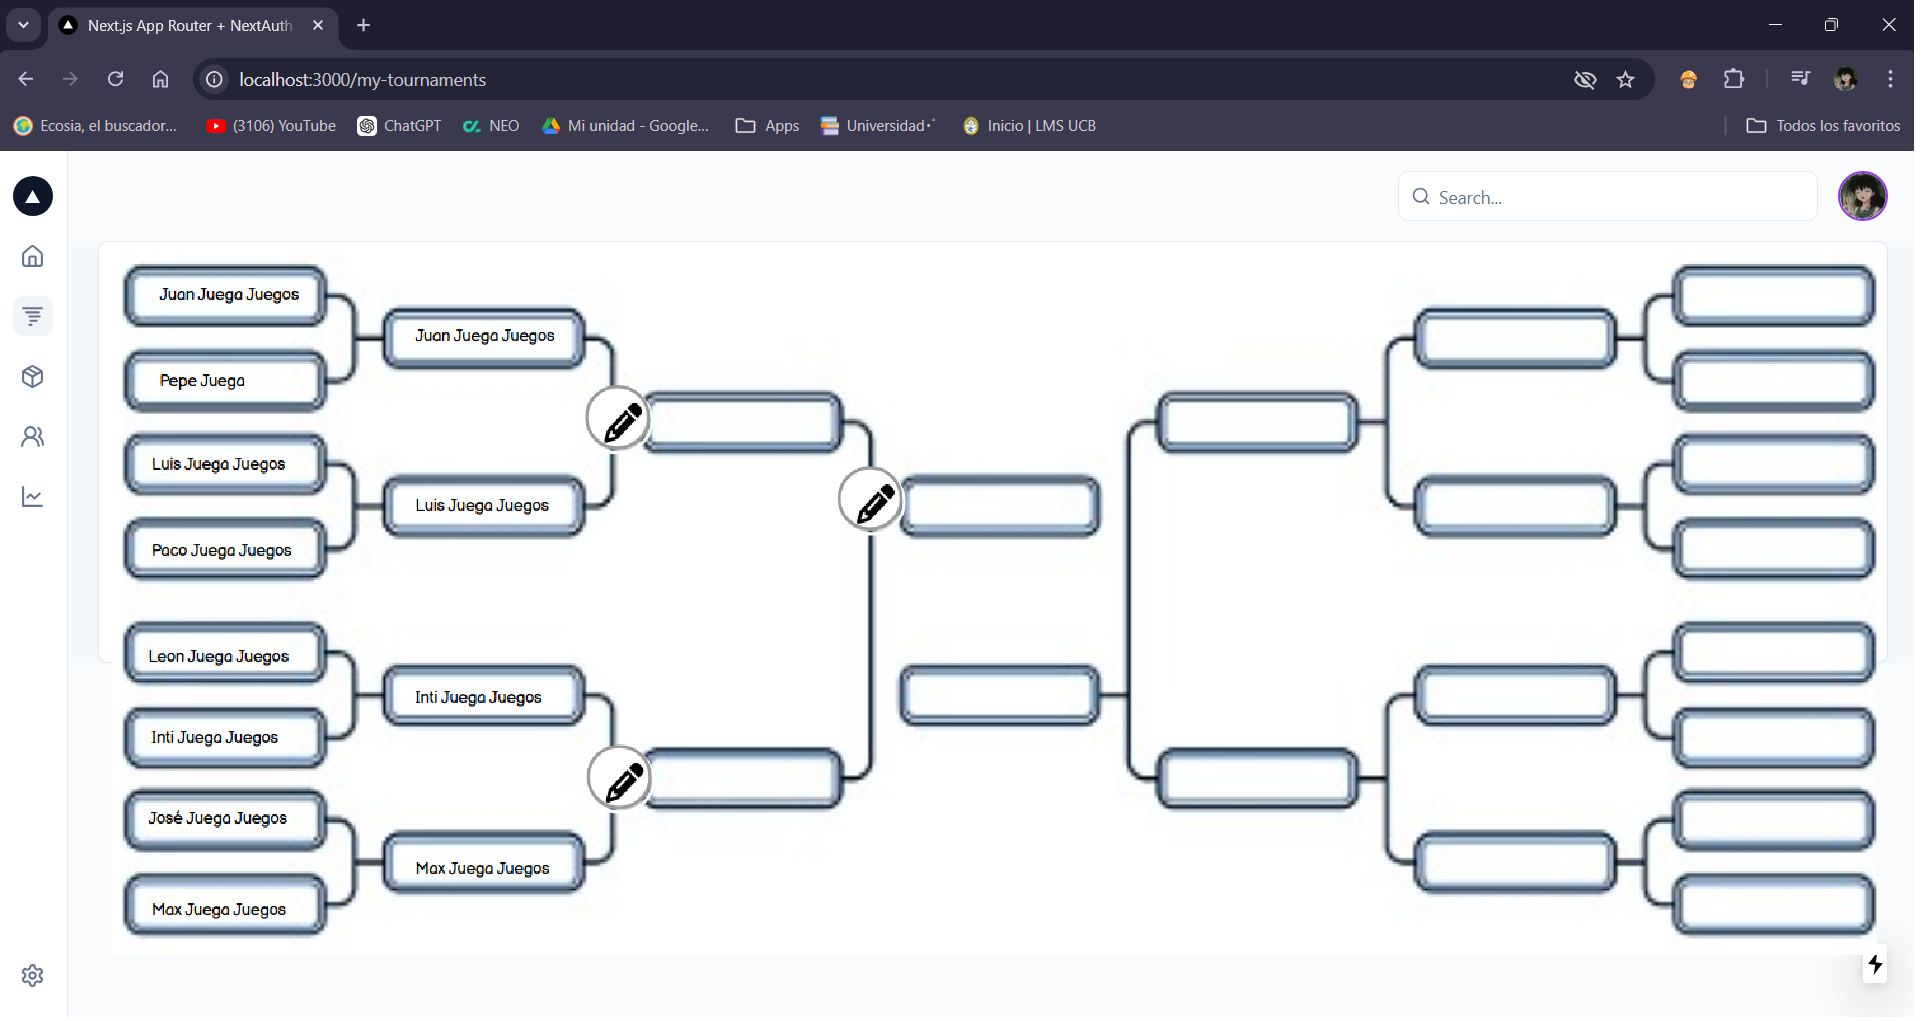 Next.js App Router + NextAuth
localhost:3000/my-tournaments
Ecosia, el buscador...
(3106) YouTube
ChatGPT
NEO
Mi unidad - Google...
Apps
Universidad
Inicio | LMS UCB
Todos los favoritos
Search...
Juan Juega Juegos
Pepe Juega
Luis Juega Juegos
Paco Juega Juegos
Leon Juega Juegos
Inti Juega Juegos
José Juega Juegos
Max Juega Juegos
Juan Juega Juegos
Luis Juega Juegos
Inti Juega Juegos
Max Juega Juegos